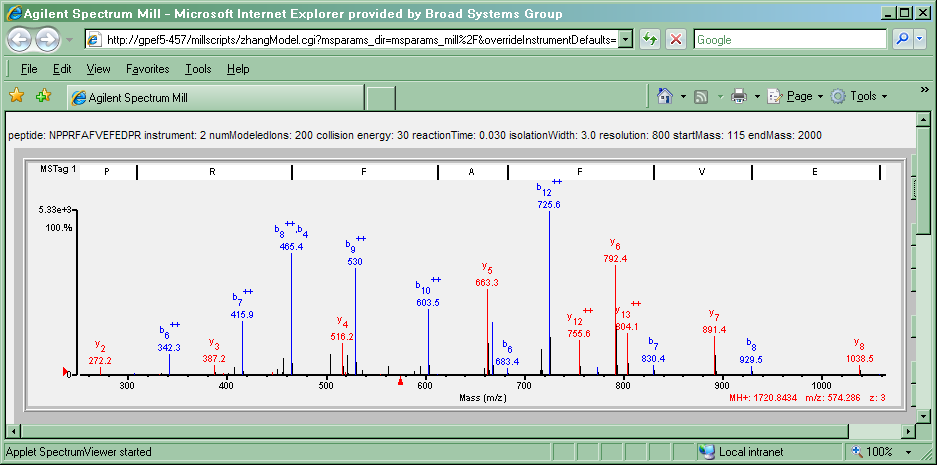 Agilent Spectrum Mill - Microsoft Internet Explorer provided by Broad Systems Group
http://gpef5-457/millscripts/zhangModel.cgi?msparams_dir=msparams_mill%2F&overrideInstrumentDefaults=
Google
File Edit View Favorites Tools Help
Agilent Spectrum Mill
Page Tools »
peptide: NPPRFAFVEFEDPR instrument: 2 numModeledIons: 200 collision energy: 30 reactionTime: 0.030 isolationWidth: 3.0 resolution: 800 startMass: 115 endMass: 2000
MSTag 1 P R F A F V E
5.33e+3
100.%
b12++
725.6
b8++,b4
465.4
b9++
530
y6
792.4
y5
663.3
b10++
603.5
b7++
415.9
y12++
755.6
y13++
804.1
y7
891.4
y4
516.2
b6++
342.3
y3
387.2
y2
272.2
b6
683.4
b7
830.4
b8
929.5
y8
1038.5
0
300 400 500 600 700 800 900 1000
Mass (m/z)
MH+: 1720.8434 m/z: 574.286 z: 3
Applet SpectrumViewer started
Local intranet
100%